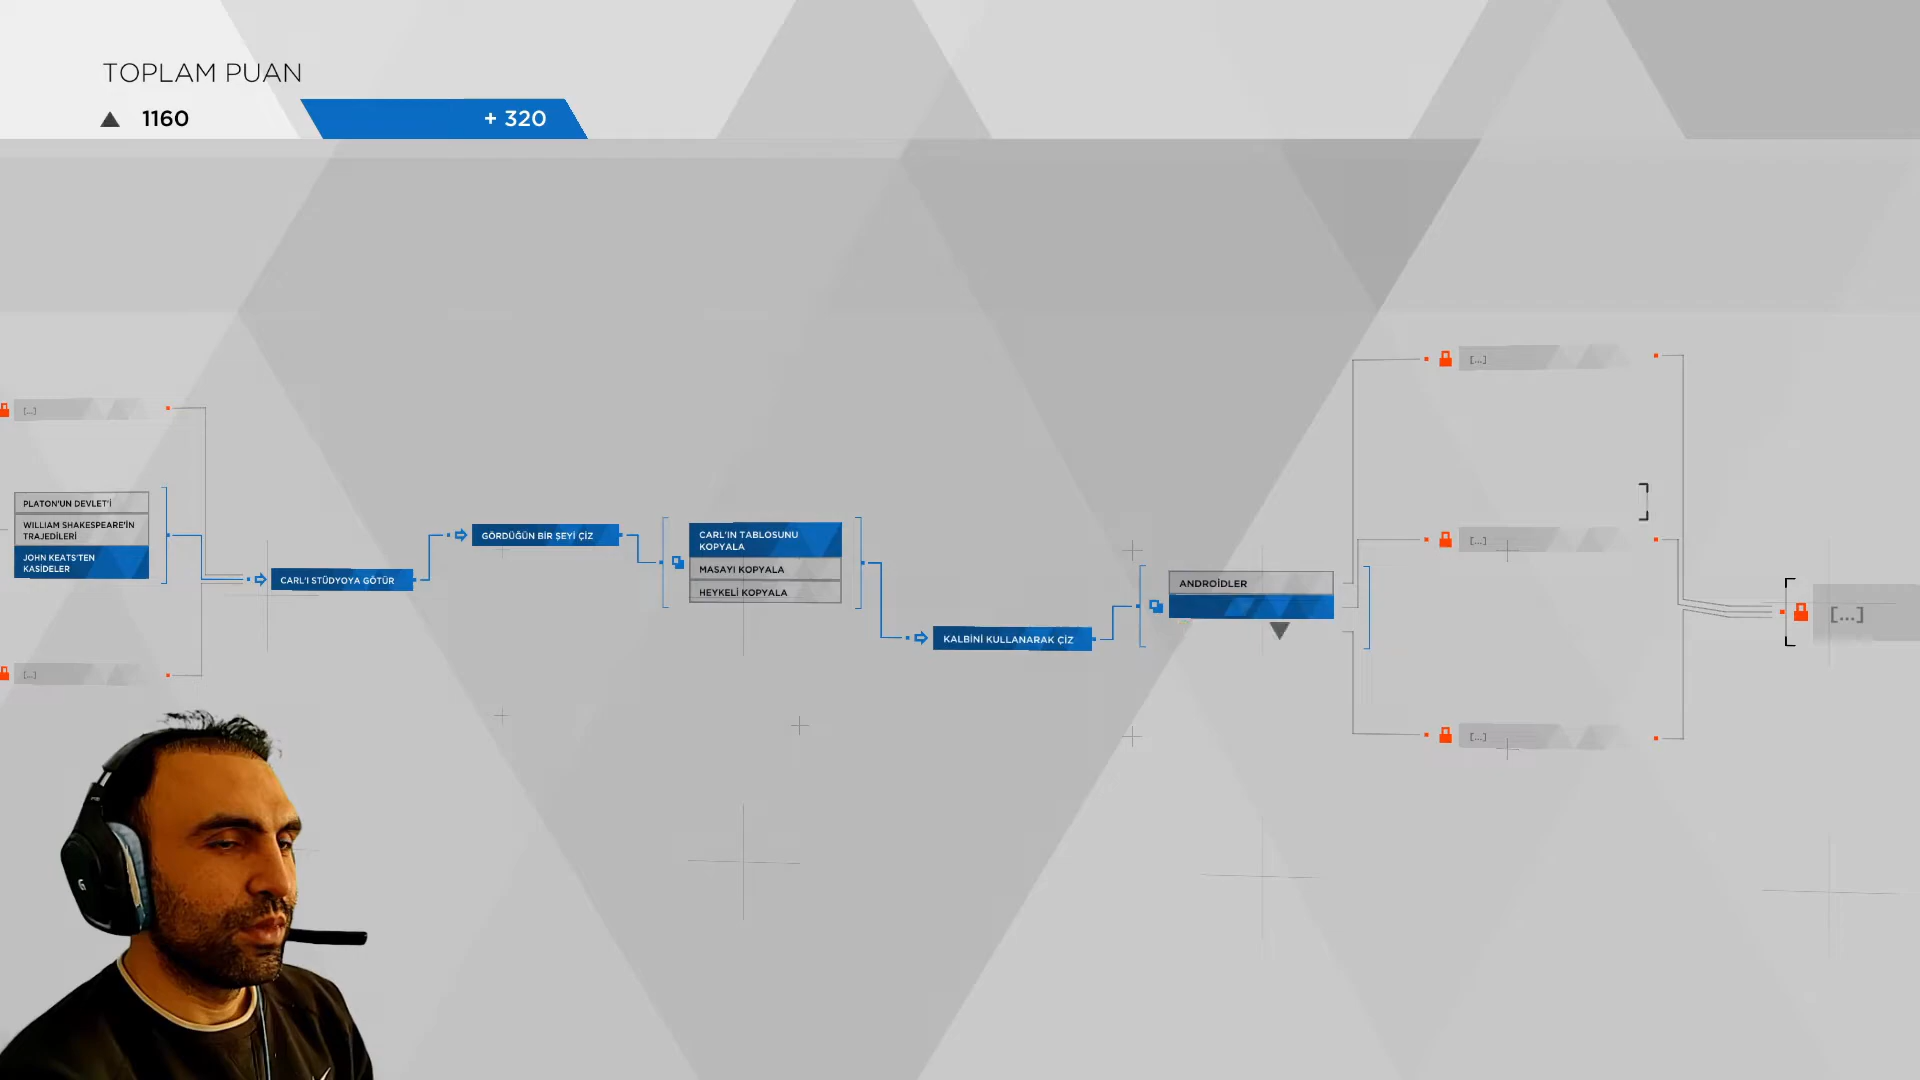 TOPLAM PUAN
1160
+ 320
[...]
PLATON'UN DEVLET'İ
WILLIAM SHAKESPEARE'İN
TRAJEDİLERİ
JOHN KEATS'TEN
KASİDELER
[...]
CARL'I STÜDYOYA GÖTÜR
GÖRDÜĞÜN BİR ŞEYİ ÇİZ
CARL'IN TABLOSUNU
KOPYALA
MASAYI KOPYALA
HEYKELİ KOPYALA
KALBİNİ KULLANARAK ÇİZ
ANDROİDLER
[...]
[...]
[...]
[...]